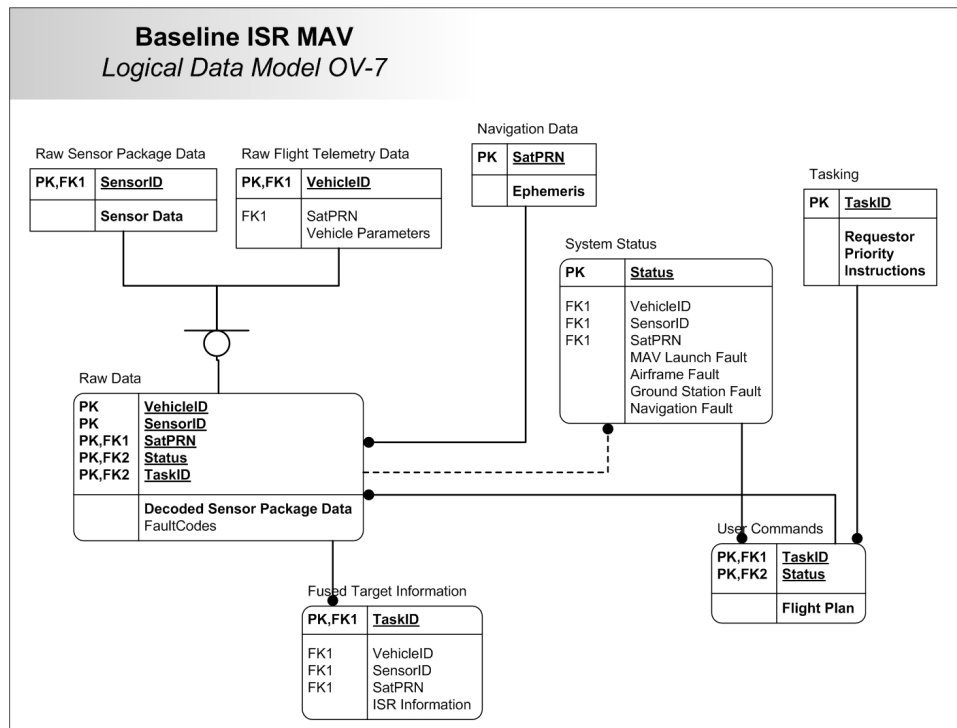 Baseline ISR MAV
Logical Data Model OV-7
Navigation Data
PK SatPRN
Ephemeris
Raw Sensor Package Data
PK,FK1 SensorID
Sensor Data
Raw Flight Telemetry Data
PK,FK1 VehicleID
FK1 SatPRN
Vehicle Parameters
Tasking
PK TaskID
Requestor
Priority
Instructions
System Status
PK Status
FK1 VehicleID
FK1 SensorID
FK1 SatPRN
MAV Launch Fault
Airframe Fault
Ground Station Fault
Navigation Fault
Raw Data
PK VehicleID
PK SensorID
PK,FK1 SatPRN
PK,FK2 Status
PK,FK2 TaskID
Decoded Sensor Package Data
FaultCodes
User Commands
PK,FK1 TaskID
PK,FK2 Status
Flight Plan
Fused Target Information
PK,FK1 TaskID
FK1 VehicleID
FK1 SensorID
FK1 SatPRN
ISR Information